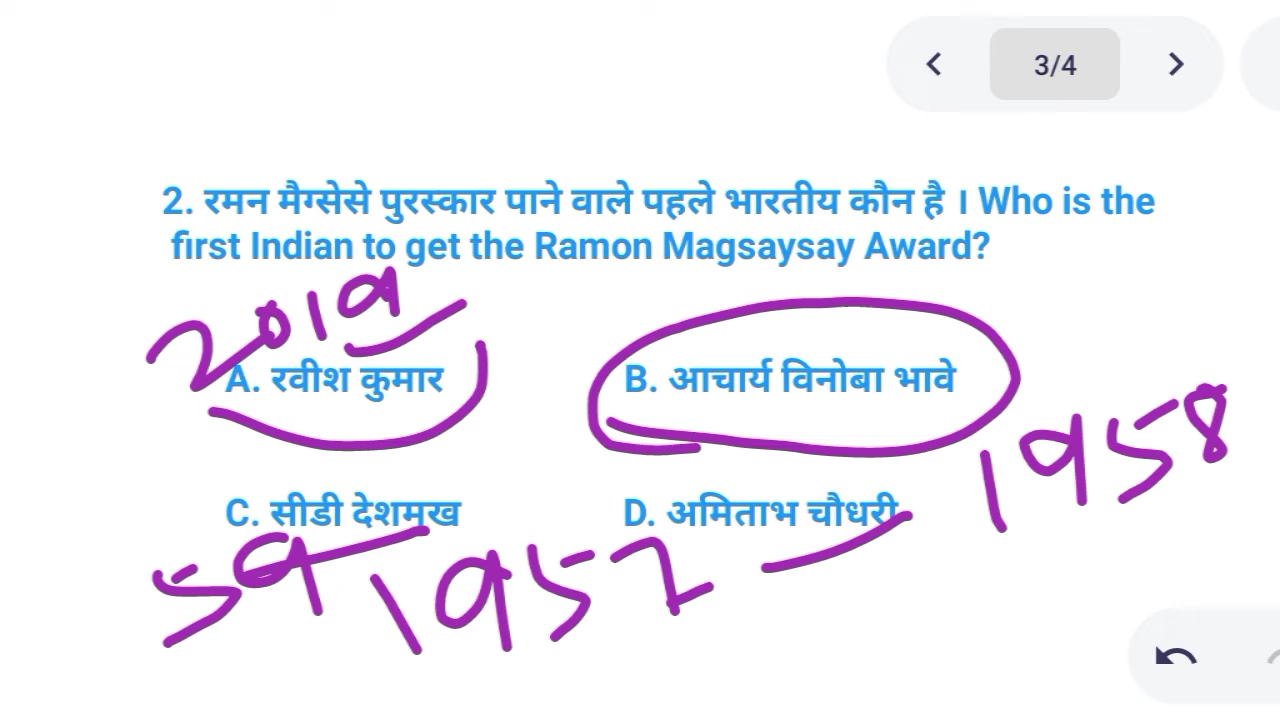 3/4
2. रमन मैग्सेसे पुरस्कार पाने वाले पहले भारतीय कौन है । Who is the
first Indian to get the Ramon Magsaysay Award?
2019
A. रवीश कुमार B. आचार्य विनोबा भावे
1958
C. सीडी देशमुख D. अमिताभ चौधरी
59 1952